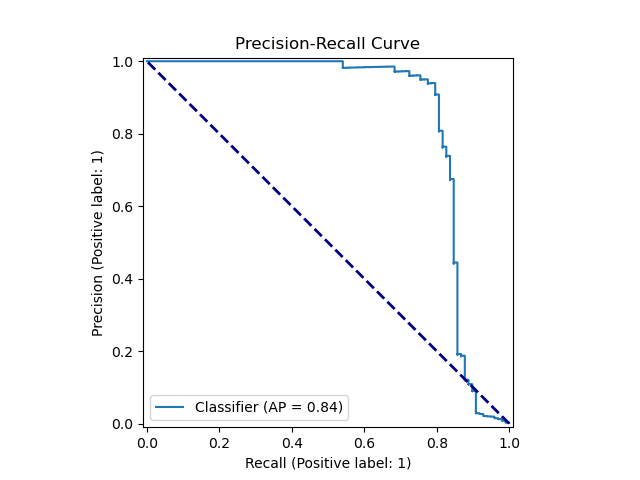 Precision-Recall Curve
1.0
0.8
0.6
0.4
0.2
0.0
Precision (Positive label: 1)
Classifier (AP = 0.84)
0.0 0.2 0.4 0.6 0.8 1.0
Recall (Positive label: 1)